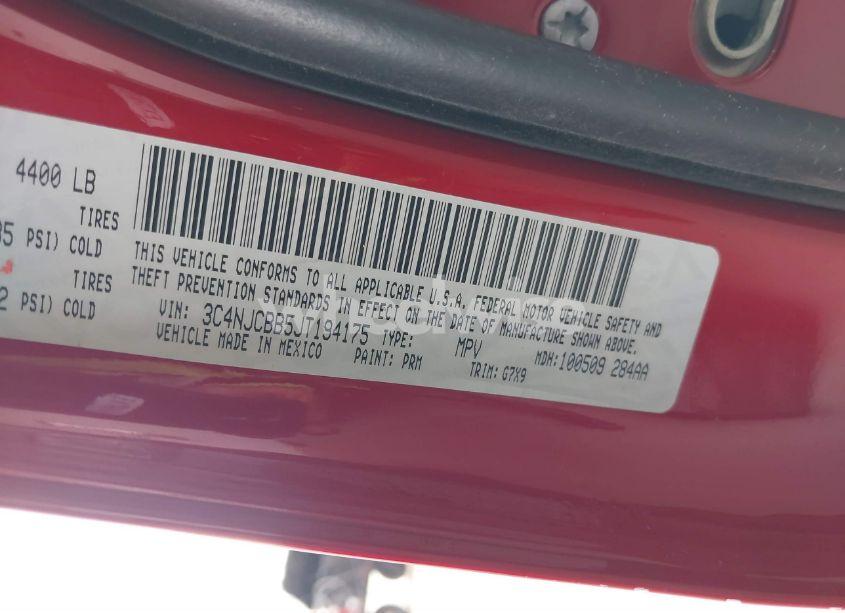 4400 LB
TIRES
35 PSI) COLD
TIRES
2 PSI) COLD
THIS VEHICLE CONFORMS TO ALL APPLICABLE U.S.A. FEDERAL MOTOR VEHICLE SAFETY AND
THEFT PREVENTION STANDARDS IN EFFECT ON THE DATE OF MANUFACTURE SHOWN ABOVE.
VIN: 3C4NJCBB5JT194175 TYPE: MPV MDH:100509 284AA
VEHICLE MADE IN MEXICO PAINT: PRM TRIM: G7X9